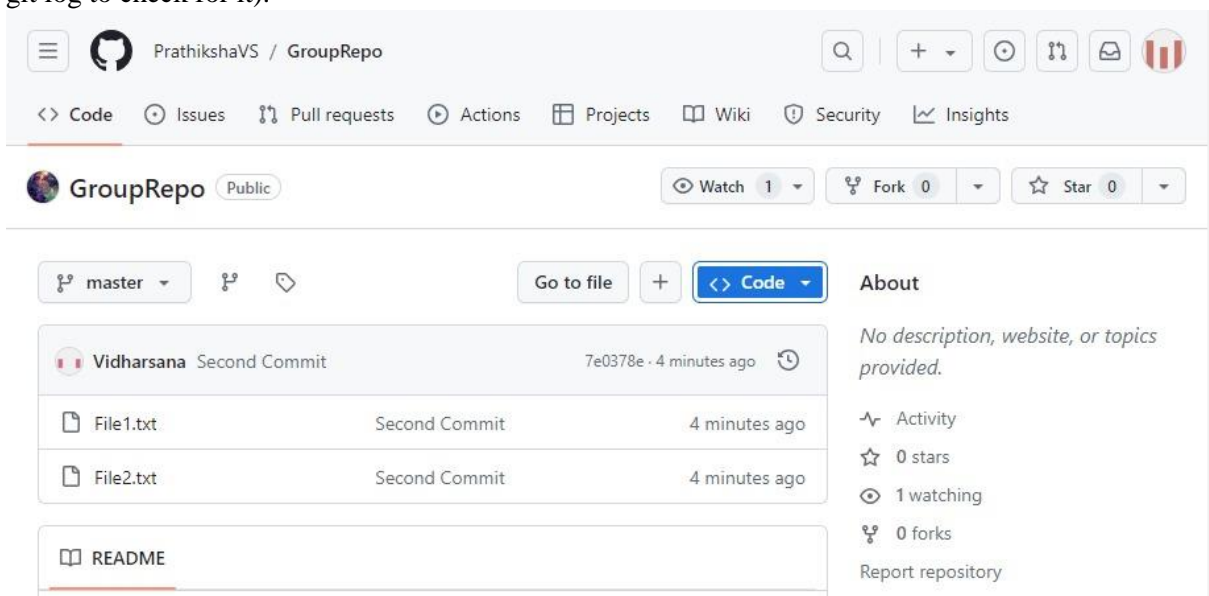 git log to check for it).
PrathikshaVS / GroupRepo
<> Code Issues Pull requests Actions Projects Wiki Security Insights
GroupRepo Public Watch 1 Fork 0 Star 0
master Go to file + <> Code About
No description, website, or topics
provided.
Vidharsana Second Commit 7e0378e · 4 minutes ago
File1.txt Second Commit 4 minutes ago
File2.txt Second Commit 4 minutes ago
Activity
0 stars
1 watching
0 forks
Report repository
README